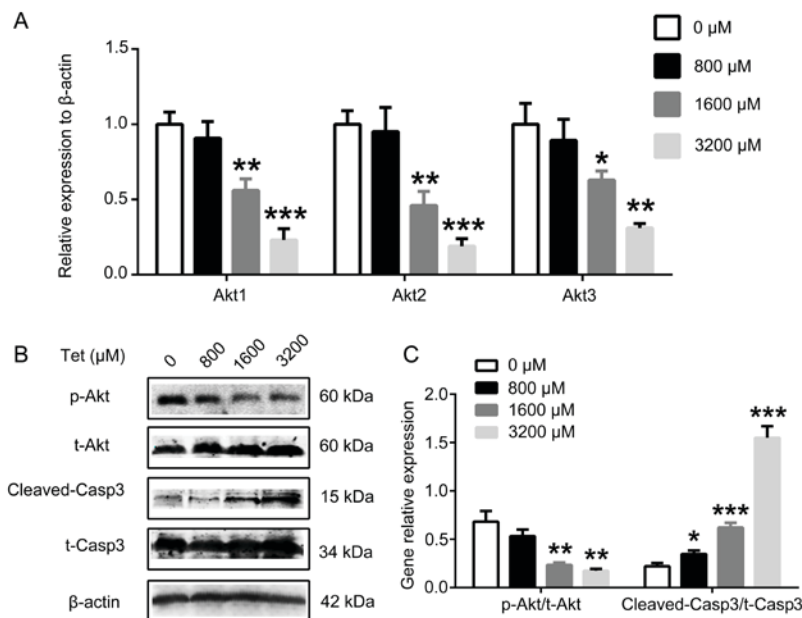 A
Relative expression to β-actin
1.5
1.0
0.5
0.0
** *** ** *** * **
Akt1 Akt2 Akt3
0 μM
800 μM
1600 μM
3200 μM
B
Tet (μM) 0 800 1600 3200
p-Akt 60 kDa
t-Akt 60 kDa
Cleaved-Casp3 15 kDa
t-Casp3 34 kDa
β-actin 42 kDa
C
0 μM
800 μM
1600 μM
3200 μM
Gene relative expression
2.0
1.5
1.0
0.5
0.0
** ** * *** ***
p-Akt/t-Akt Cleaved-Casp3/t-Casp3